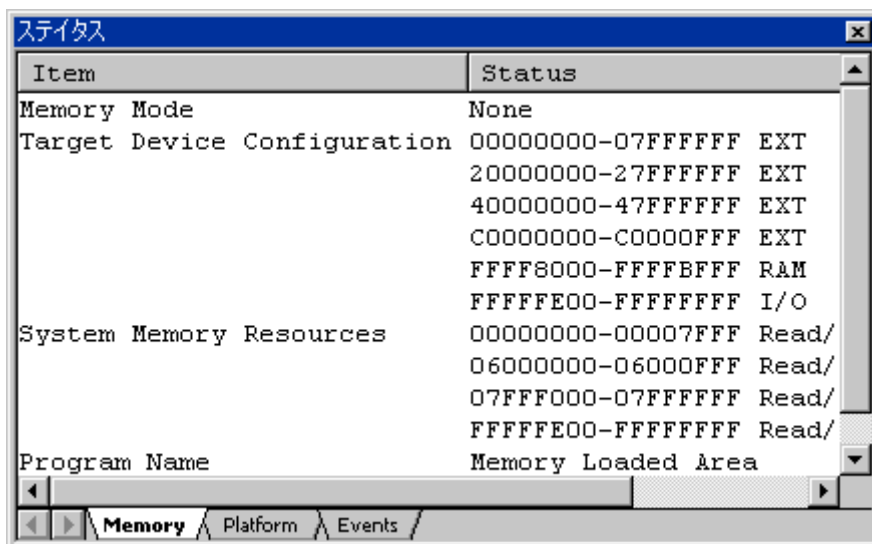 ステイタス
Item Status
Memory Mode None
Target Device Configuration 00000000-07FFFFFF EXT
20000000-27FFFFFF EXT
40000000-47FFFFFF EXT
C0000000-C0000FFF EXT
FFFF8000-FFFFBFFF RAM
FFFFFE00-FFFFFFFF I/O
System Memory Resources 00000000-00007FFF Read/
06000000-06000FFF Read/
07FFF000-07FFFFFF Read/
FFFFFE00-FFFFFFFF Read/
Program Name Memory Loaded Area
Memory Platform Events